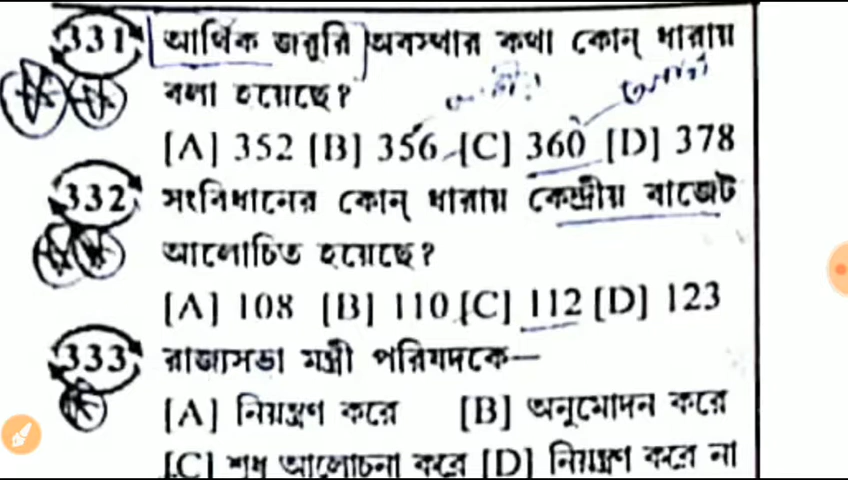 331 আর্থিক জরুরি অবস্থার কথা কোন্ ধারায়
বলা হয়েছে?
[A] 352 [B] 356 [C] 360 [D] 378
332 সংবিধানের কোন্ ধারায় কেন্দ্রীয় বাজেট
আলোচিত হয়েছে?
[A] 108 [B] 110 [C] 112 [D] 123
333 রাজ্যসভা মন্ত্রী পরিষদকে—
[A] নিয়ন্ত্রণ করে [B] অনুমোদন করে
[C] শুধু আলোচনা করে [D] নিয়ন্ত্রণ করে না